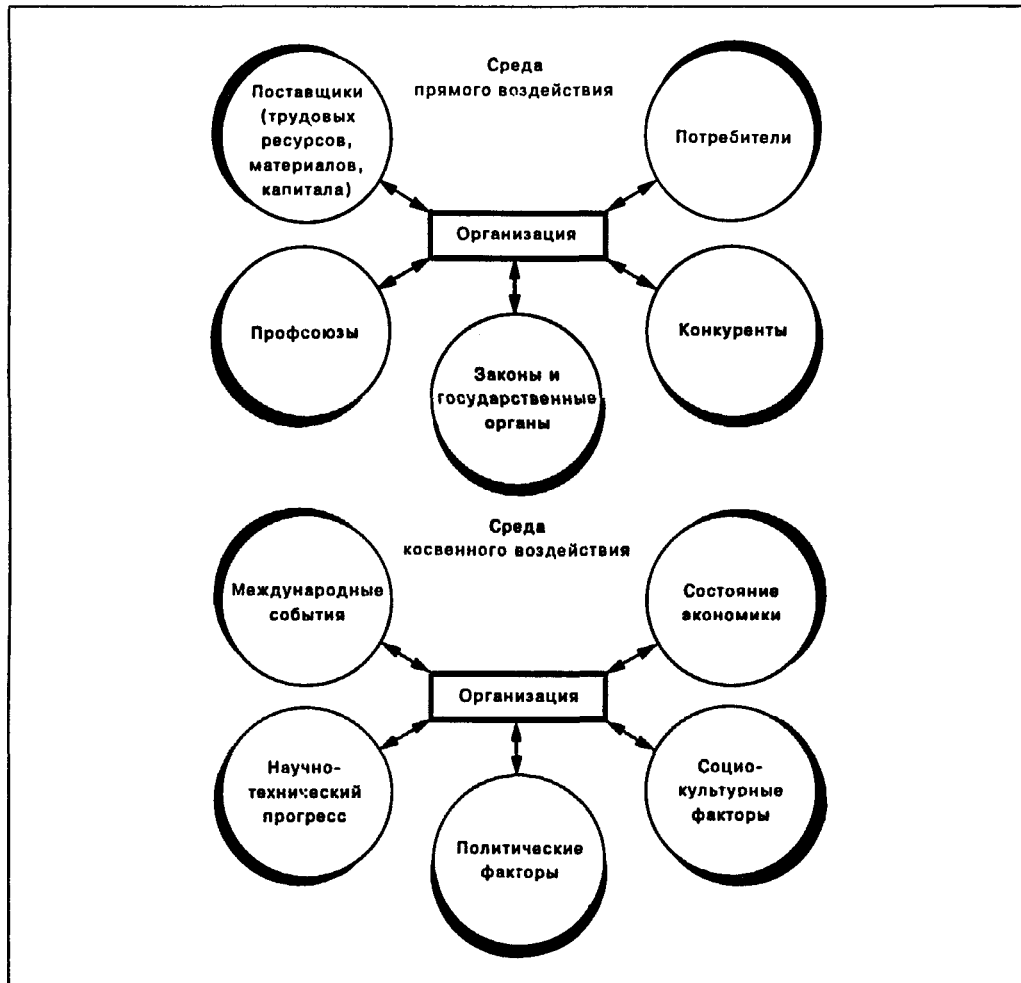 Среда
прямого воздействия
Поставщики
(трудовых
ресурсов,
материалов,
капитала)
Потребители
Организация
Профсоюзы
Конкуренты
Законы и
государственные
органы
Среда
косвенного воздействия
Международные
события
Состояние
экономики
Организация
Научно-
технический
прогресс
Социо-
культурные
факторы
Политические
факторы